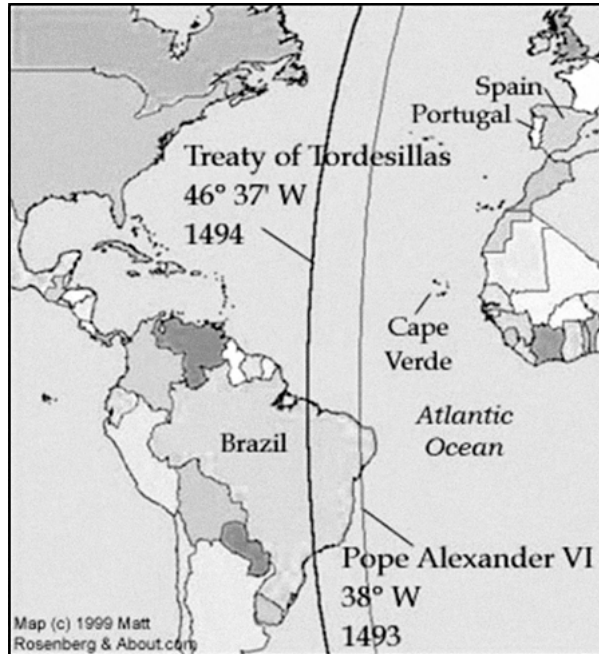 Spain
Portugal
Treaty of Tordesillas
46° 37' W
1494
Cape
Verde
Atlantic
Ocean
Brazil
Pope Alexander VI
38° W
1493
Map (c) 1999 Matt
Rosenberg & About.com